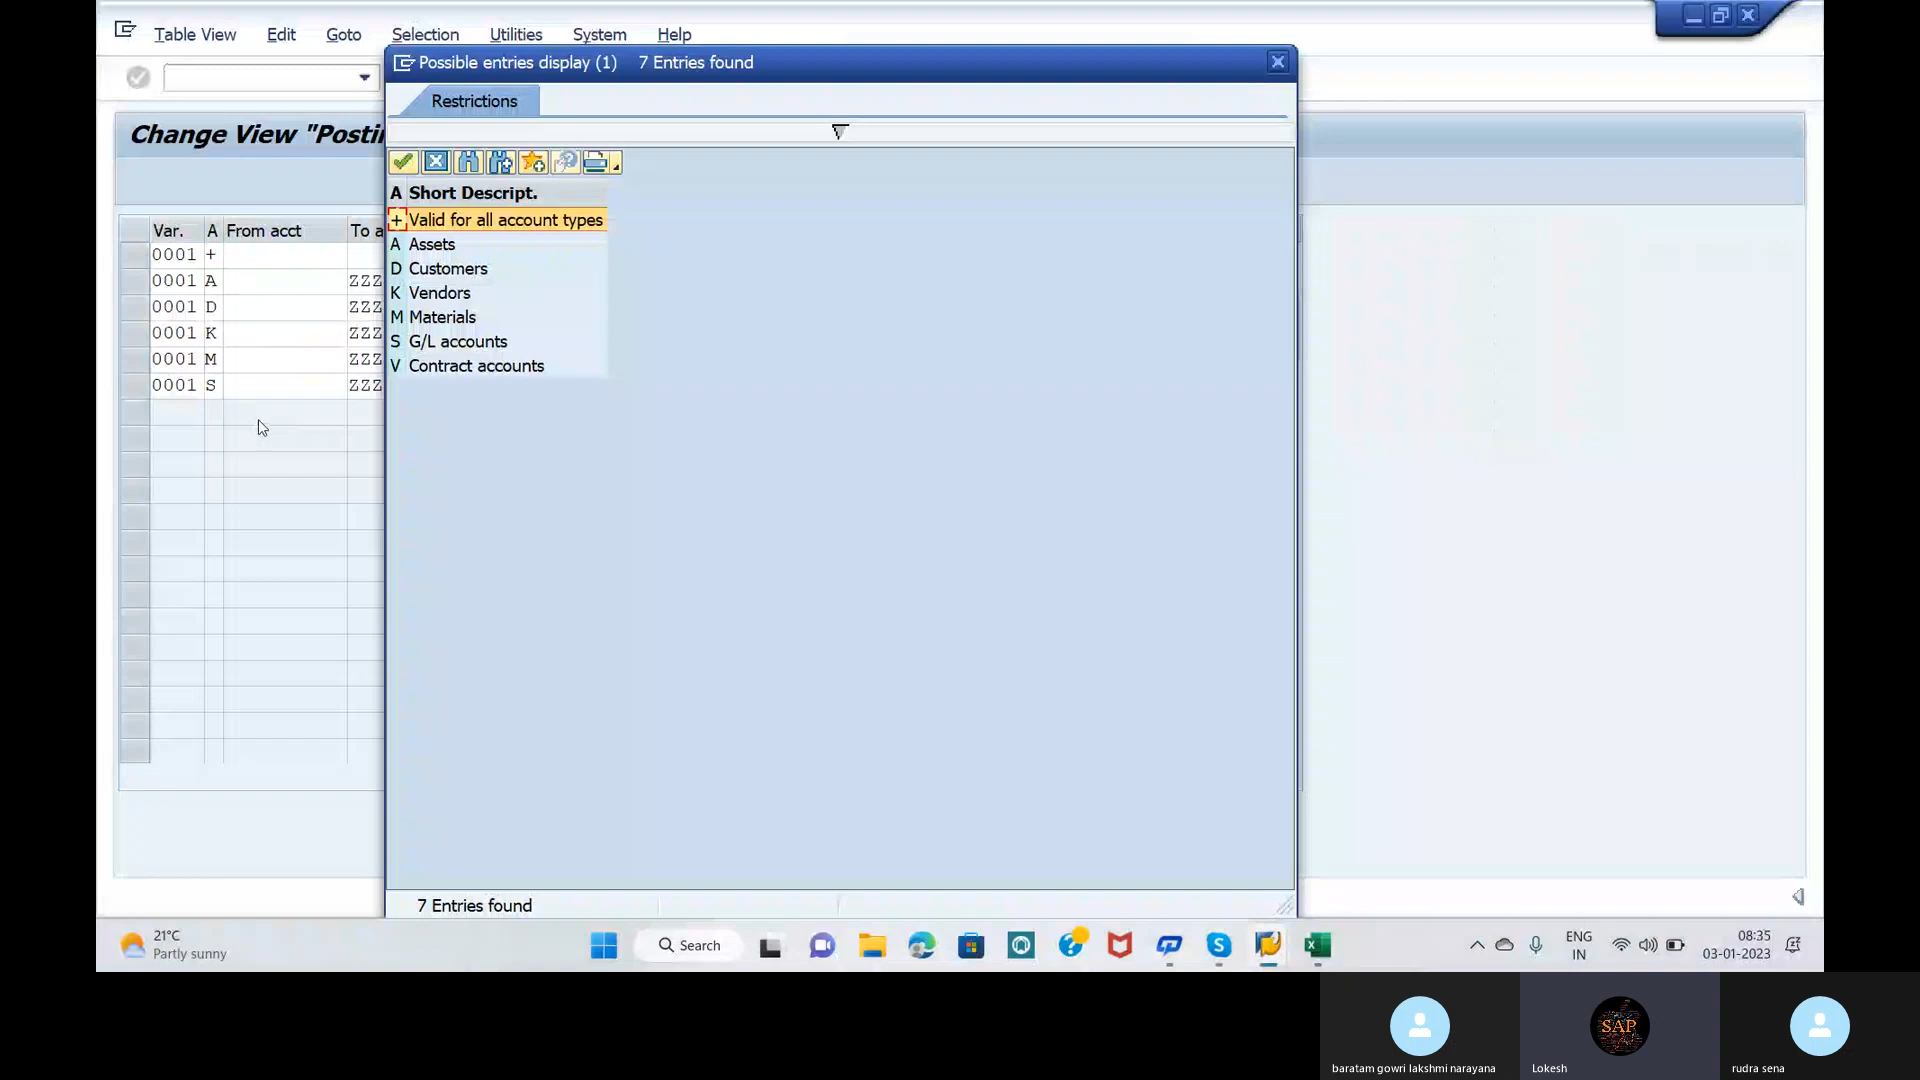 Table View Edit Goto Selection Utilities System Help
Possible entries display (1) 7 Entries found
Restrictions
Change View "Postin
A Short Descript.
+ Valid for all account types
A Assets
D Customers
K Vendors
M Materials
S G/L accounts
V Contract accounts
Var. A From acct To a
0001 +
0001 A ZZZ
0001 D ZZZ
0001 K ZZZ
0001 M ZZZ
0001 S ZZZ
7 Entries found
21°C
Partly sunny
Search
ENG
IN
08:35
03-01-2023
SAP
baratam gowri lakshmi narayana
Lokesh
rudra sena